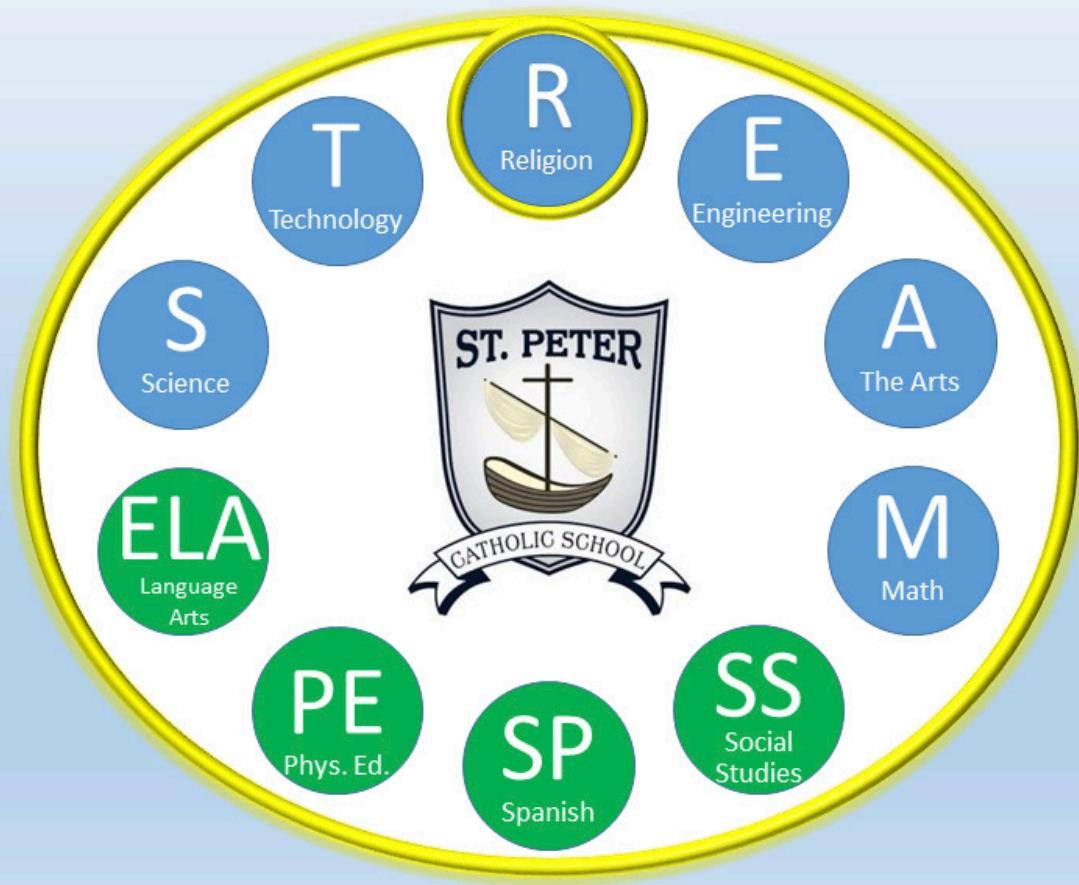 R
Religion
T
Technology
E
Engineering
S
Science
A
The Arts
ST. PETER
CATHOLIC SCHOOL
ELA
Language
Arts
M
Math
PE
Phys. Ed.
SP
Spanish
SS
Social
Studies